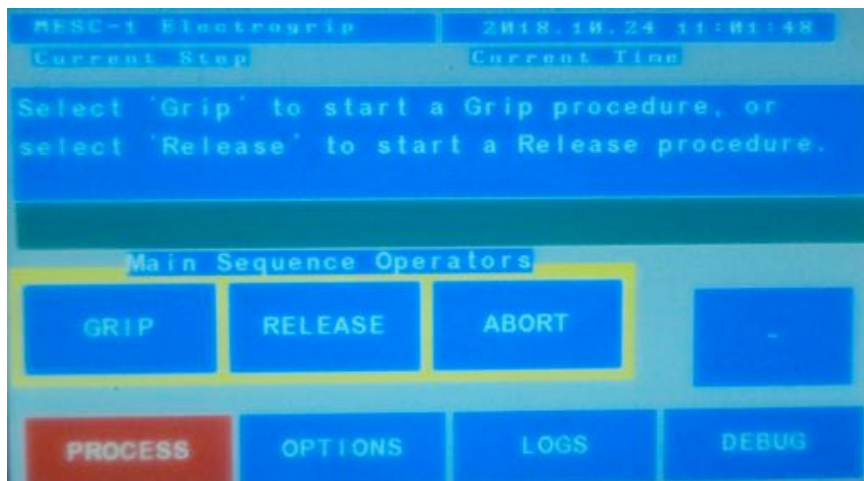 MESC-1 Electrogrip 2018.10.24 11:01:48
Current Step Current Time
Select 'Grip' to start a Grip procedure, or
select 'Release' to start a Release procedure.
Main Sequence Operators
GRIP RELEASE ABORT -
PROCESS OPTIONS LOGS DEBUG